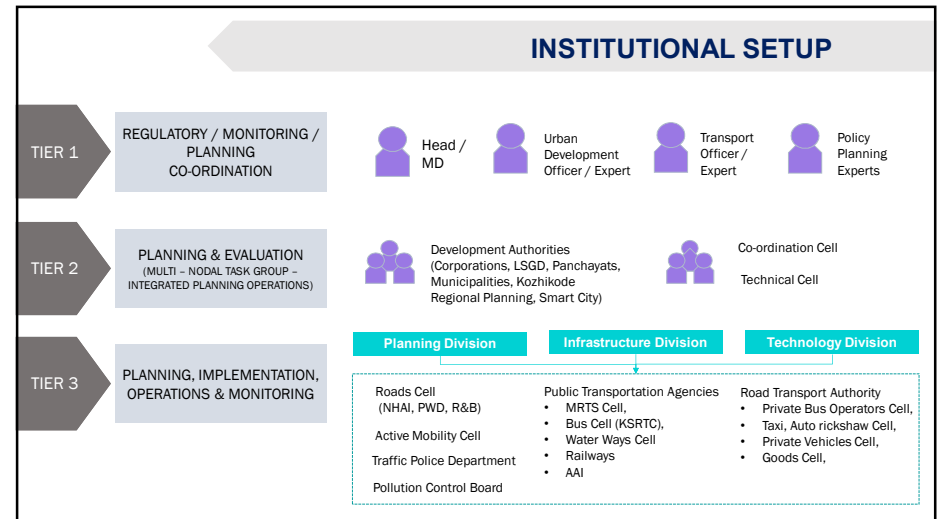 INSTITUTIONAL SETUP
TIER 1
REGULATORY / MONITORING /
PLANNING
CO-ORDINATION
Head /
MD
Urban
Development
Officer / Expert
Transport
Officer /
Expert
Policy
Planning
Experts
TIER 2
PLANNING & EVALUATION
(MULTI – NODAL TASK GROUP –
INTEGRATED PLANNING OPERATIONS)
Development Authorities
(Corporations, LSGD, Panchayats,
Municipalities, Kozhikode
Regional Planning, Smart City)
Co-ordination Cell
Technical Cell
TIER 3
PLANNING, IMPLEMENTATION,
OPERATIONS & MONITORING
Planning Division
Infrastructure Division
Technology Division
Roads Cell
(NHAI, PWD, R&B)
Active Mobility Cell
Traffic Police Department
Pollution Control Board
Public Transportation Agencies
• MRTS Cell,
• Bus Cell (KSRTC),
• Water Ways Cell
• Railways
• AAI
Road Transport Authority
• Private Bus Operators Cell,
• Taxi, Auto rickshaw Cell,
• Private Vehicles Cell,
• Goods Cell,